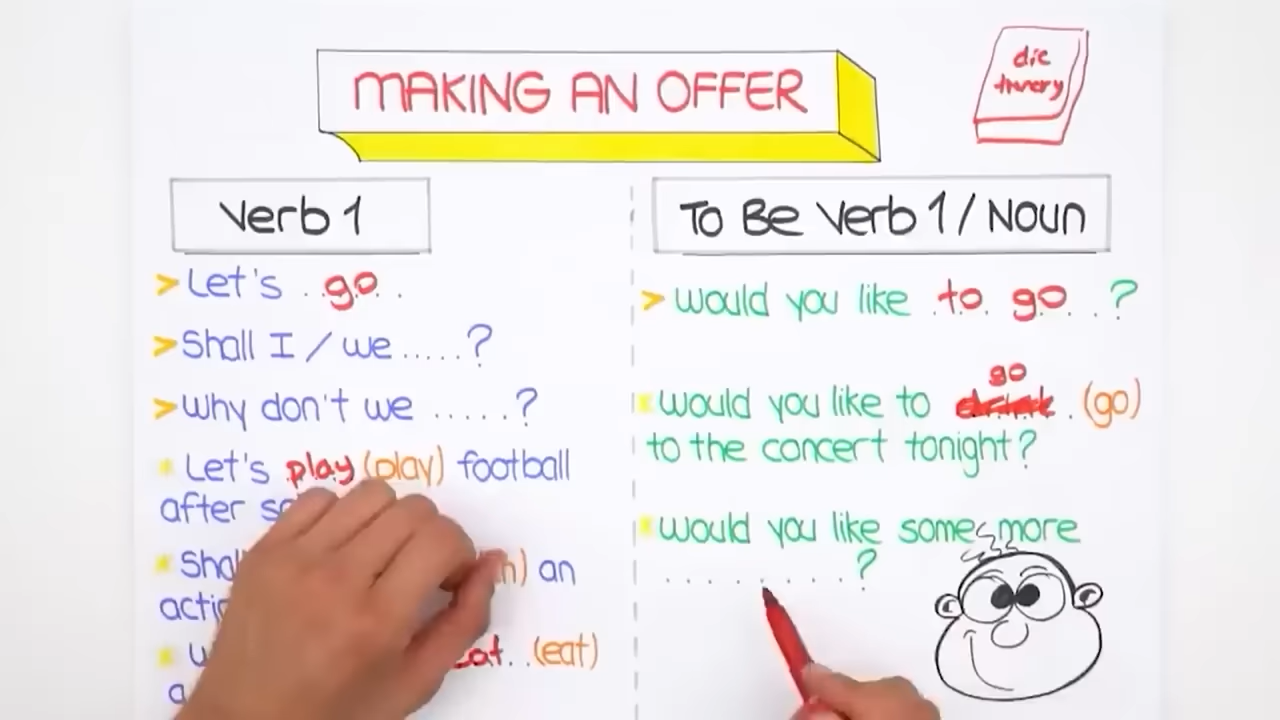 MAKING AN OFFER
dic
tıonary
Verb 1
> Let's . . go . .
> Shall I / we .....?
> Why don't we ......?
Let's play (play) football
after
an
eat . . (eat)
a
To Be Verb 1 / Noun
> Would you like . to . go . . . ?
go
Would you like to drink . (go)
to the concert tonight?
Would you like some more
. . . . . . . . . ?